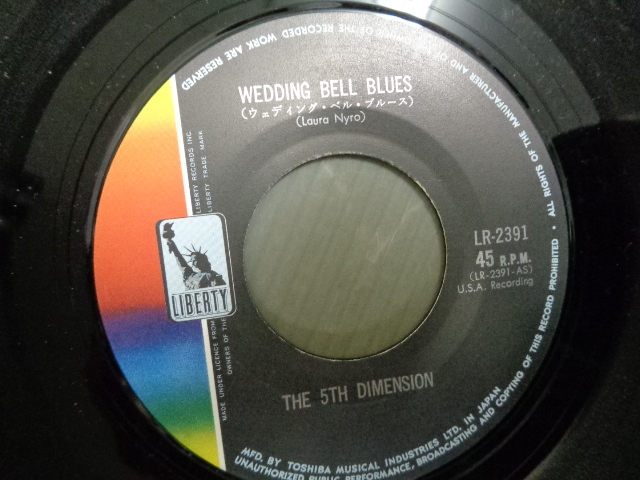 WEDDING BELL BLUES
(ウェディング・ベル・ブルース)
(Laura Nyro)
LR-2391
45 R.P.M.
(LR-2391-AS)
U.S.A. Recording
LIBERTY
THE 5TH DIMENSION
LIBERTY RECORDS INC.
LIBERTY TRADE MARK
MADE UNDER LICENCE FROM
OWNERS OF THE
MFD. BY TOSHIBA MUSICAL INDUSTRIES LTD. IN JAPAN
ALL RIGHTS OF THE MANUFACTURER AND OF THE OWNER OF THE RECORDED WORK ARE RESERVED
UNAUTHORIZED PUBLIC PERFORMANCE, BROADCASTING AND COPYING OF THIS RECORD PROHIBITED •